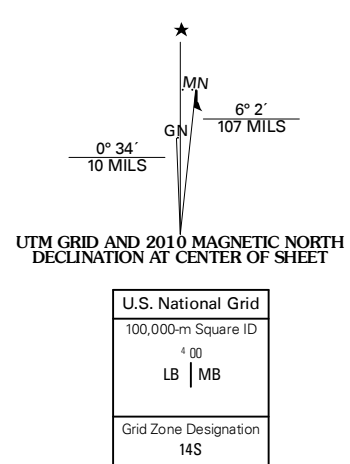 MN
6° 2´
107 MILS
GN
0° 34´
10 MILS
UTM GRID AND 2010 MAGNETIC NORTH
DECLINATION AT CENTER OF SHEET
U.S. National Grid
100,000-m Square ID
4 00
LB MB
Grid Zone Designation
14S